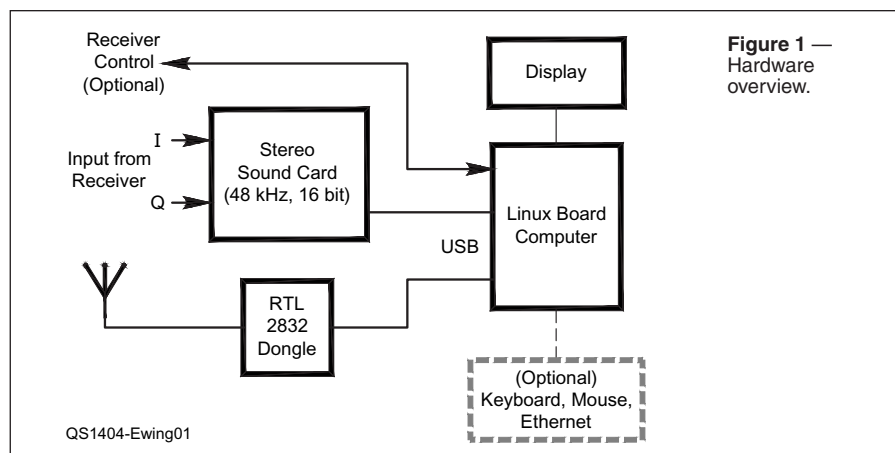 Receiver
Control
(Optional)
Display
Figure 1 —
Hardware
overview.
I
Input from
Receiver
Q
Stereo
Sound Card
(48 kHz, 16 bit)
Linux Board
Computer
USB
RTL
2832
Dongle
(Optional)
Keyboard, Mouse,
Ethernet
QS1404-Ewing01